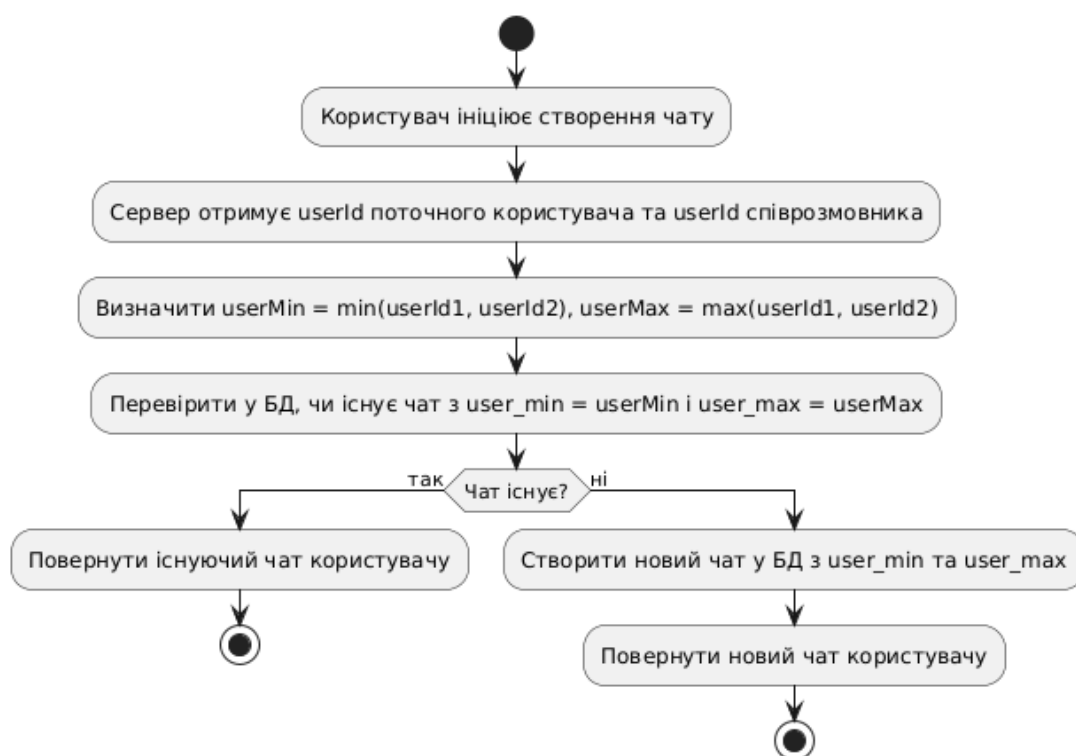 Користувач ініціює створення чату
Сервер отримує userId поточного користувача та userId співрозмовника
Визначити userMin = min(userId1, userId2), userMax = max(userId1, userId2)
Перевірити у БД, чи існує чат з user_min = userMin і user_max = userMax
так
Чат існує?
ні
Повернути існуючий чат користувачу
Створити новий чат у БД з user_min та user_max
Повернути новий чат користувачу